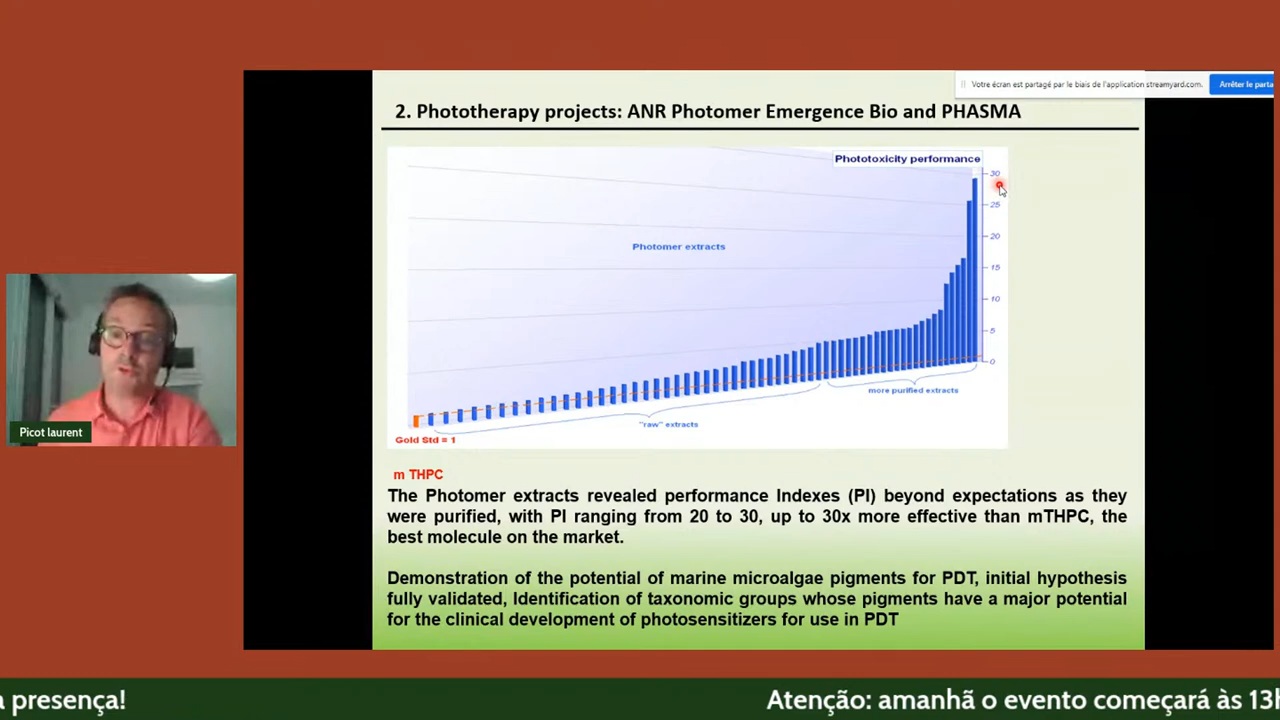 Votre écran est partagé par le biais de l'application streamyard.com.
Arrêter le parta
2. Phototherapy projects: ANR Photomer Emergence Bio and PHASMA
Phototoxicity performance
30
25
20
15
10
5
0
Photomer extracts
more purified extracts
"raw" extracts
Gold Std = 1
m THPC
The Photomer extracts revealed performance Indexes (PI) beyond expectations as they
were purified, with PI ranging from 20 to 30, up to 30x more effective than mTHPC, the
best molecule on the market.
Demonstration of the potential of marine microalgae pigments for PDT, initial hypothesis
fully validated, Identification of taxonomic groups whose pigments have a major potential
for the clinical development of photosensitizers for use in PDT
Picot laurent
a presença!
Atenção: amanhã o evento começará às 13h